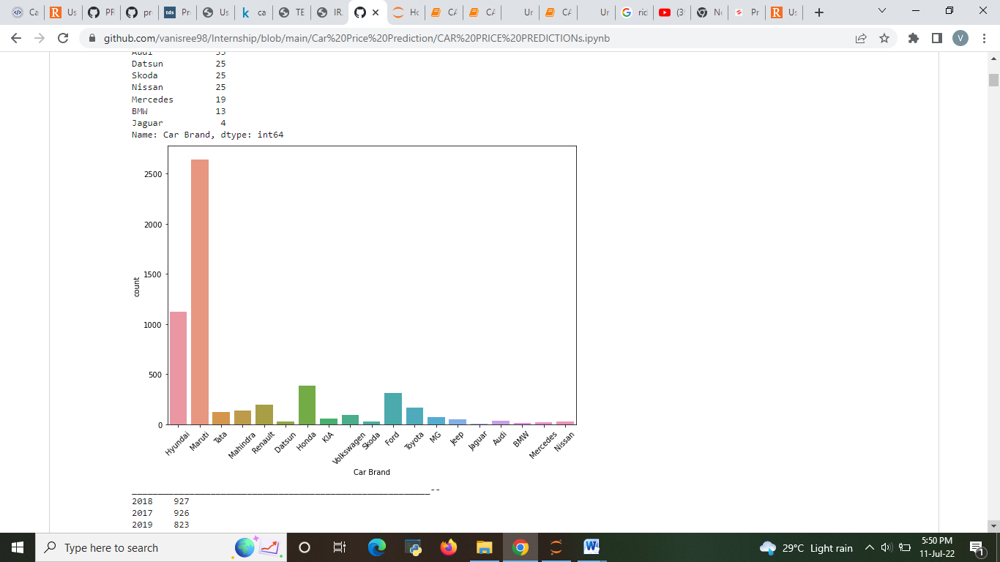 Ca
Us
PR
pr
Pr
Us
ca
TE
IR
Hc
CA
CA
Ur
CA
Ur
ric
(3
Ne
Pr
Us
github.com/vanisree98/Internship/blob/main/Car%20Price%20Prediction/CAR%20PRICE%20PREDICTIONs.ipynb
V
Audi 35
Datsun 25
Skoda 25
Nissan 25
Mercedes 19
BMW 13
Jaguar 4
Name: Car Brand, dtype: int64
2500
2000
1500
1000
500
0
count
Hyundai
Maruti
Tata
Mahindra
Renault
Datsun
Honda
KIA
Volkswagen
Skoda
Ford
Toyota
MG
Jeep
Jaguar
Audi
BMW
Mercedes
Nissan
Car Brand
_________________________________________________________--
2018 927
2017 926
2019 823
Type here to search
29°C Light rain
5:50 PM
11-Jul-22
1